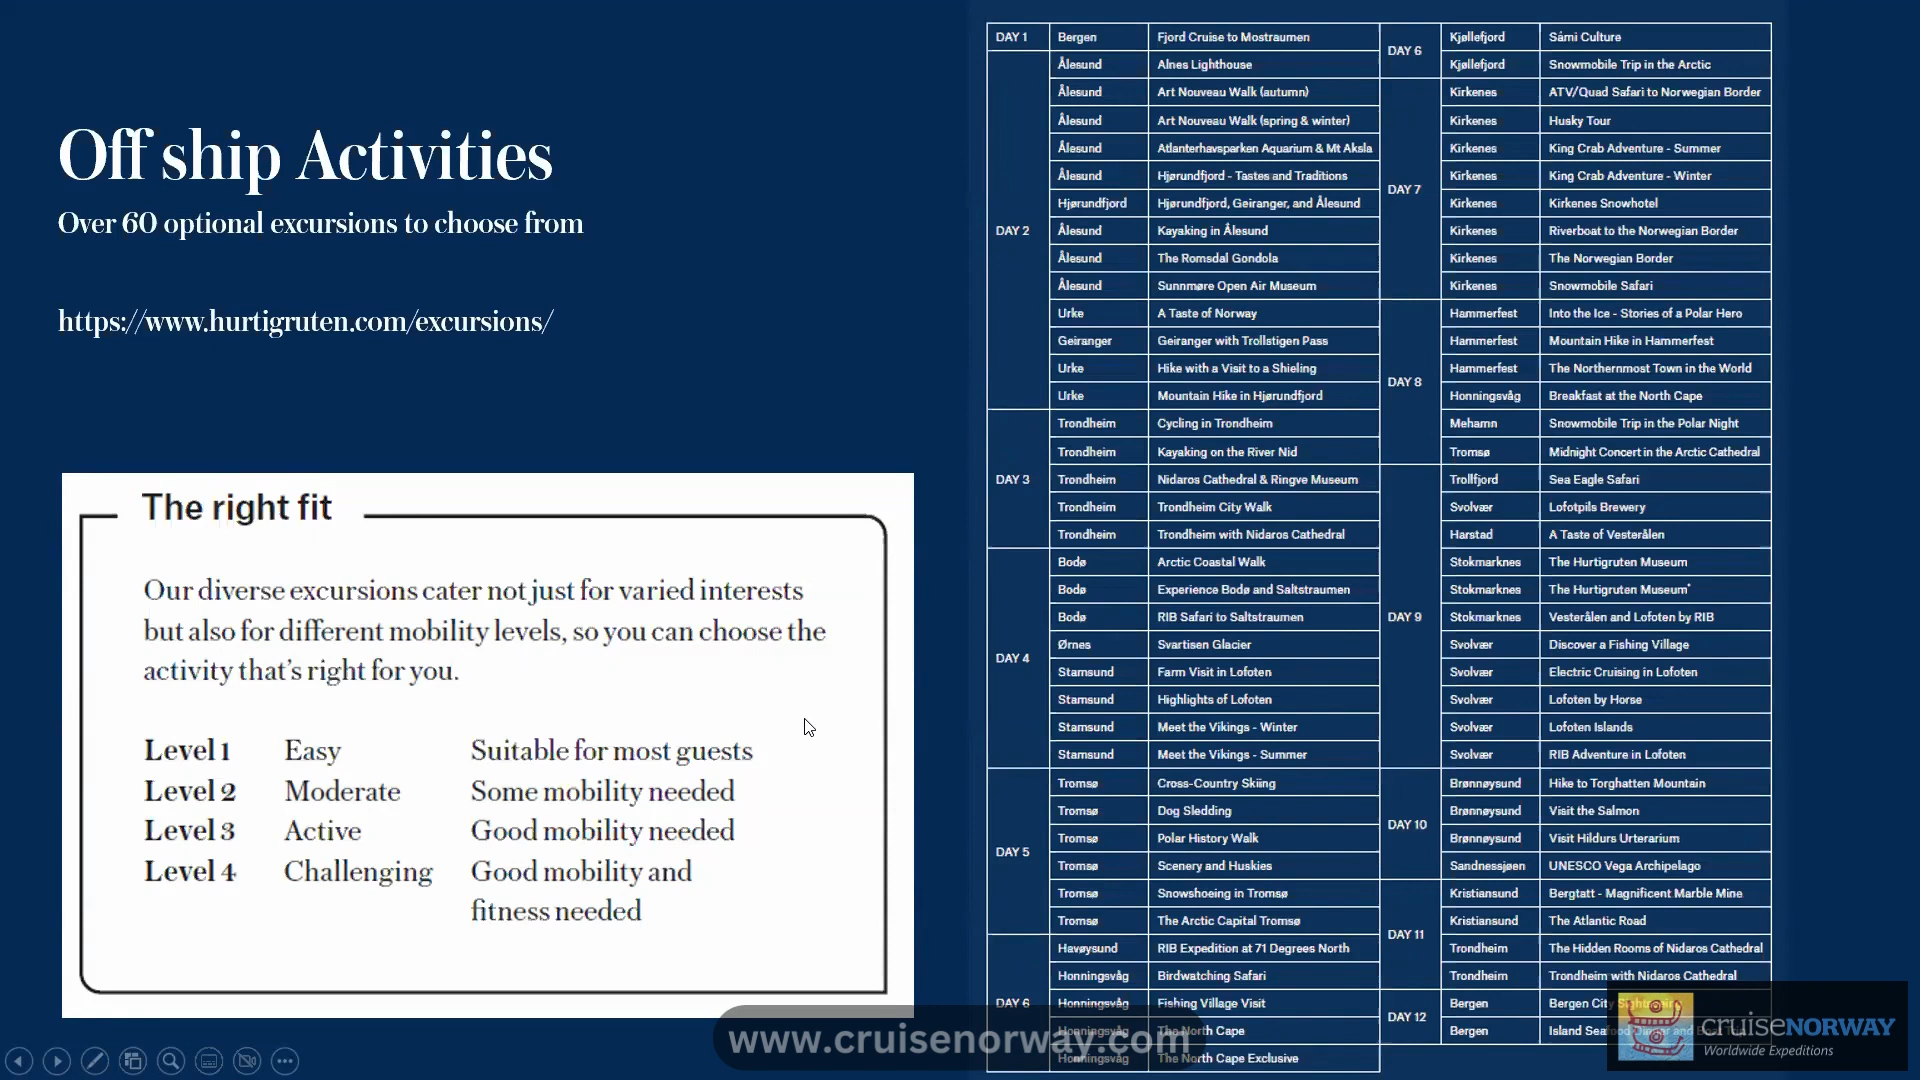 Off ship Activities
Over 60 optional excursions to choose from
https://www.hurtigruten.com/excursions/
The right fit
Our diverse excursions cater not just for varied interests
but also for different mobility levels, so you can choose the
activity that's right for you.
Level 1 Easy Suitable for most guests
Level 2 Moderate Some mobility needed
Level 3 Active Good mobility needed
Level 4 Challenging Good mobility and
fitness needed
DAY 1 Bergen Fjord Cruise to Mostraumen
DAY 2
Ålesund Alnes Lighthouse
Ålesund Art Nouveau Walk (autumn)
Ålesund Art Nouveau Walk (spring & winter)
Ålesund Atlanterhavsparken Aquarium & Mt Aksla
Ålesund Hjørundfjord - Tastes and Traditions
Hjørundfjord Hjørundfjord, Geiranger, and Ålesund
Ålesund Kayaking in Ålesund
Ålesund The Romsdal Gondola
Ålesund Sunnmøre Open Air Museum
Urke A Taste of Norway
Geiranger Geiranger with Trollstigen Pass
Urke Hike with a Visit to a Shieling
Urke Mountain Hike in Hjørundfjord
DAY 3
Trondheim Cycling in Trondheim
Trondheim Kayaking on the River Nid
Trondheim Nidaros Cathedral & Ringve Museum
Trondheim Trondheim City Walk
Trondheim Trondheim with Nidaros Cathedral
DAY 4
Bodø Arctic Coastal Walk
Bodø Experience Bodø and Saltstraumen
Bodø RIB Safari to Saltstraumen
Ørnes Svartisen Glacier
Stamsund Farm Visit in Lofoten
Stamsund Highlights of Lofoten
Stamsund Meet the Vikings - Winter
Stamsund Meet the Vikings - Summer
DAY 5
Tromsø Cross-Country Skiing
Tromsø Dog Sledding
Tromsø Polar History Walk
Tromsø Scenery and Huskies
Tromsø Snowshoeing in Tromsø
Tromsø The Arctic Capital Tromsø
DAY 6
Havøysund RIB Expedition at 71 Degrees North
Honningsvåg Birdwatching Safari
Honningsvåg Fishing Village Visit
Honningsvåg The North Cape
Honningsvåg The North Cape Exclusive
DAY 6
Kjøllefjord Sámi Culture
Kjøllefjord Snowmobile Trip in the Arctic
DAY 7
Kirkenes ATV/Quad Safari to Norwegian Border
Kirkenes Husky Tour
Kirkenes King Crab Adventure - Summer
Kirkenes King Crab Adventure - Winter
Kirkenes Kirkenes Snowhotel
Kirkenes Riverboat to the Norwegian Border
Kirkenes The Norwegian Border
Kirkenes Snowmobile Safari
DAY 8
Hammerfest Into the Ice - Stories of a Polar Hero
Hammerfest Mountain Hike in Hammerfest
Hammerfest The Northernmost Town in the World
Honningsvåg Breakfast at the North Cape
Mehamn Snowmobile Trip in the Polar Night
Tromsø Midnight Concert in the Arctic Cathedral
DAY 9
Trollfjord Sea Eagle Safari
Svolvær Lofotpils Brewery
Harstad A Taste of Vesterålen
Stokmarknes The Hurtigruten Museum
Stokmarknes The Hurtigruten Museum*
Stokmarknes Vesterålen and Lofoten by RIB
Svolvær Discover a Fishing Village
Svolvær Electric Cruising in Lofoten
Svolvær Lofoten by Horse
Svolvær Lofoten Islands
Svolvær RIB Adventure in Lofoten
DAY 10
Brønnøysund Hike to Torghatten Mountain
Brønnøysund Visit the Salmon
Brønnøysund Visit Hildurs Urterarium
Sandnessjøen UNESCO Vega Archipelago
DAY 11
Kristiansund Bergtatt - Magnificent Marble Mine
Kristiansund The Atlantic Road
Trondheim The Hidden Rooms of Nidaros Cathedral
Trondheim Trondheim with Nidaros Cathedral
DAY 12
Bergen Bergen City
Bergen Island
www.cruisenorway.com
cruiseNORWAY
Worldwide Expeditions